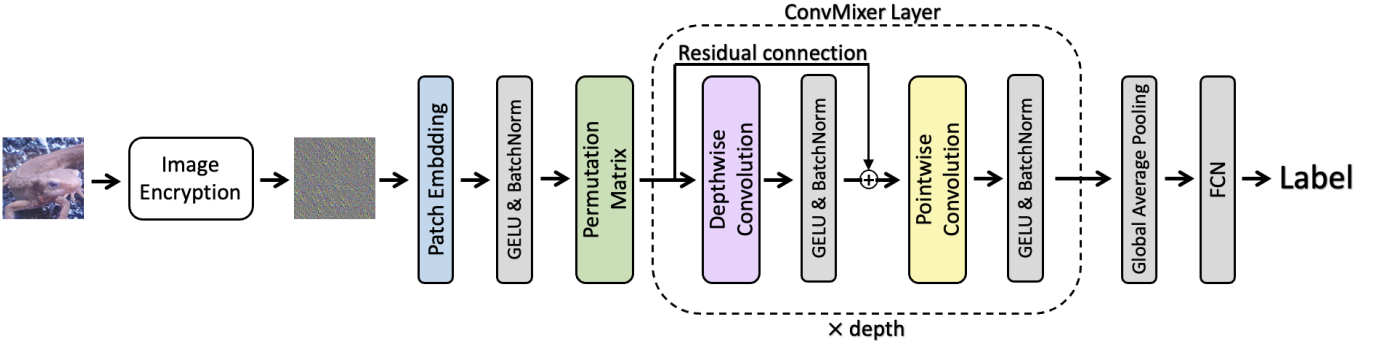 ConvMixer Layer
Residual connection
Image
Encryption
Patch Embdding
GELU & BatchNorm
Permutation
Matrix
Depthwise
Convolution
GELU & BatchNorm
+
Pointwise
Convolution
GELU & BatchNorm
Global Average Pooling
FCN
Label
× depth